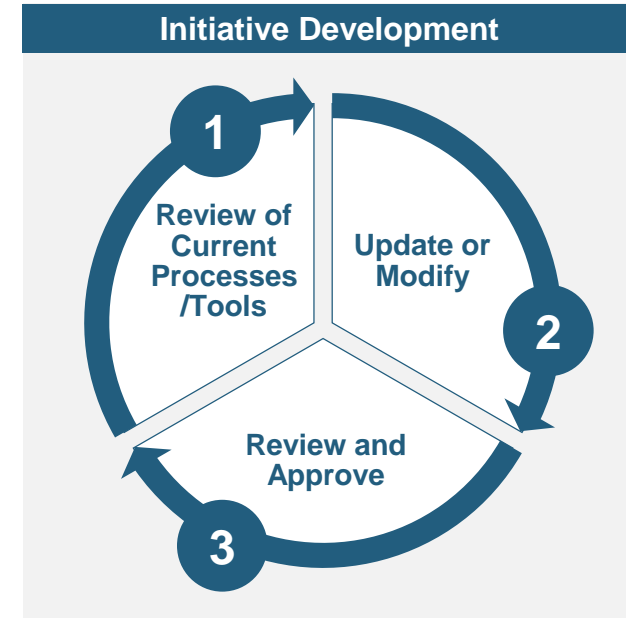 Initiative Development
1
Review of
Current
Processes
/Tools
Update or
Modify
2
Review and
Approve
3